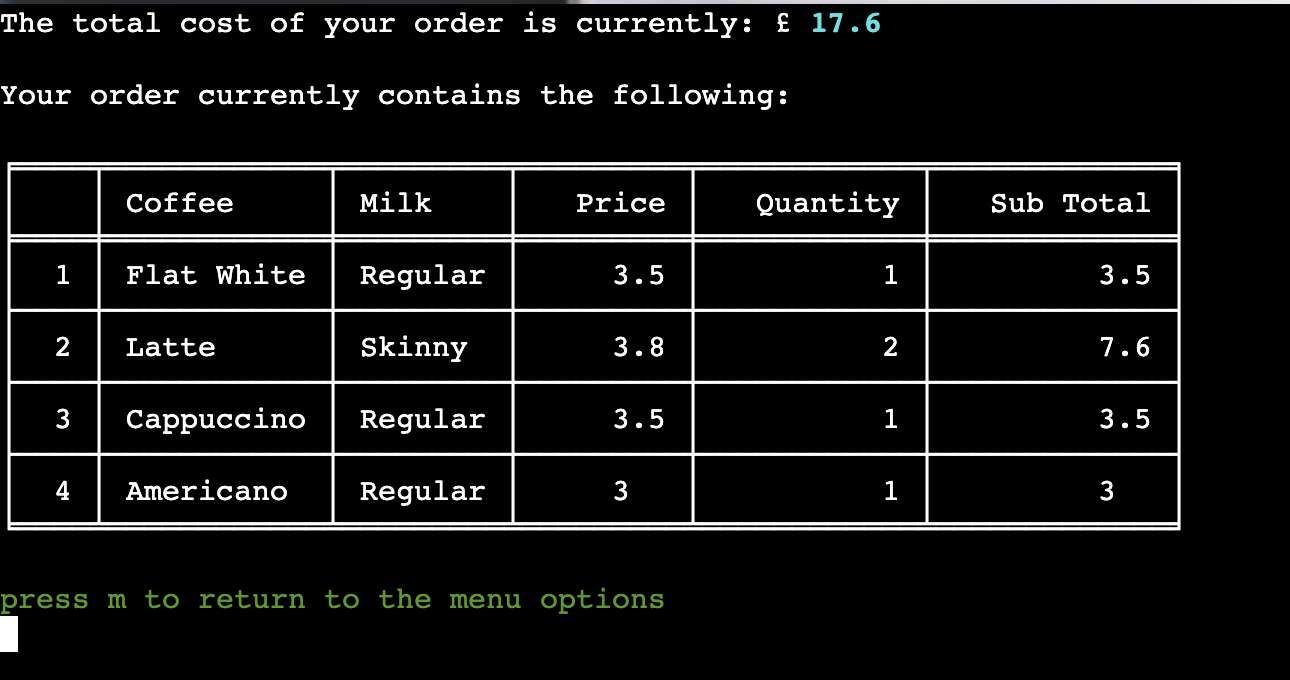 The total cost of your order is currently: £ 17.6
Your order currently contains the following:
Coffee Milk Price Quantity Sub Total
1 Flat White Regular 3.5 1 3.5
2 Latte Skinny 3.8 2 7.6
3 Cappuccino Regular 3.5 1 3.5
4 Americano Regular 3 1 3
press m to return to the menu options